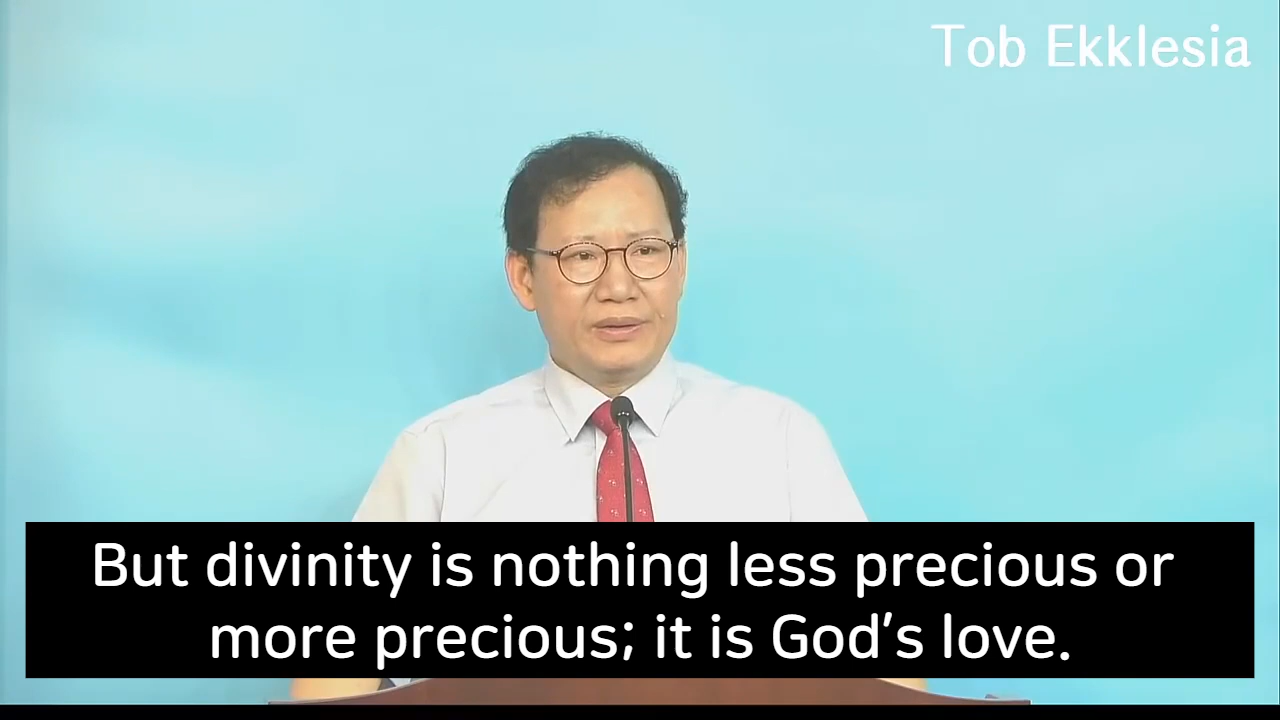 Tob Ekklesia
But divinity is nothing less precious or
more precious; it is God's love.